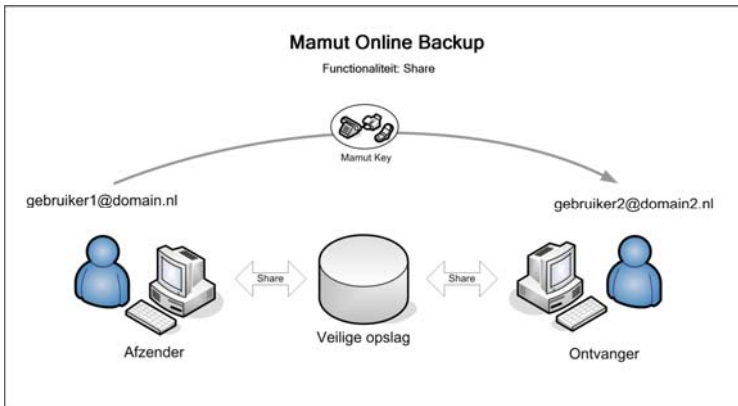 Mamut Online Backup
Functionaliteit: Share
Mamut Key
gebruiker1@domain.nl
gebruiker2@domain2.nl
Share
Share
Veilige opslag
Afzender
Ontvanger